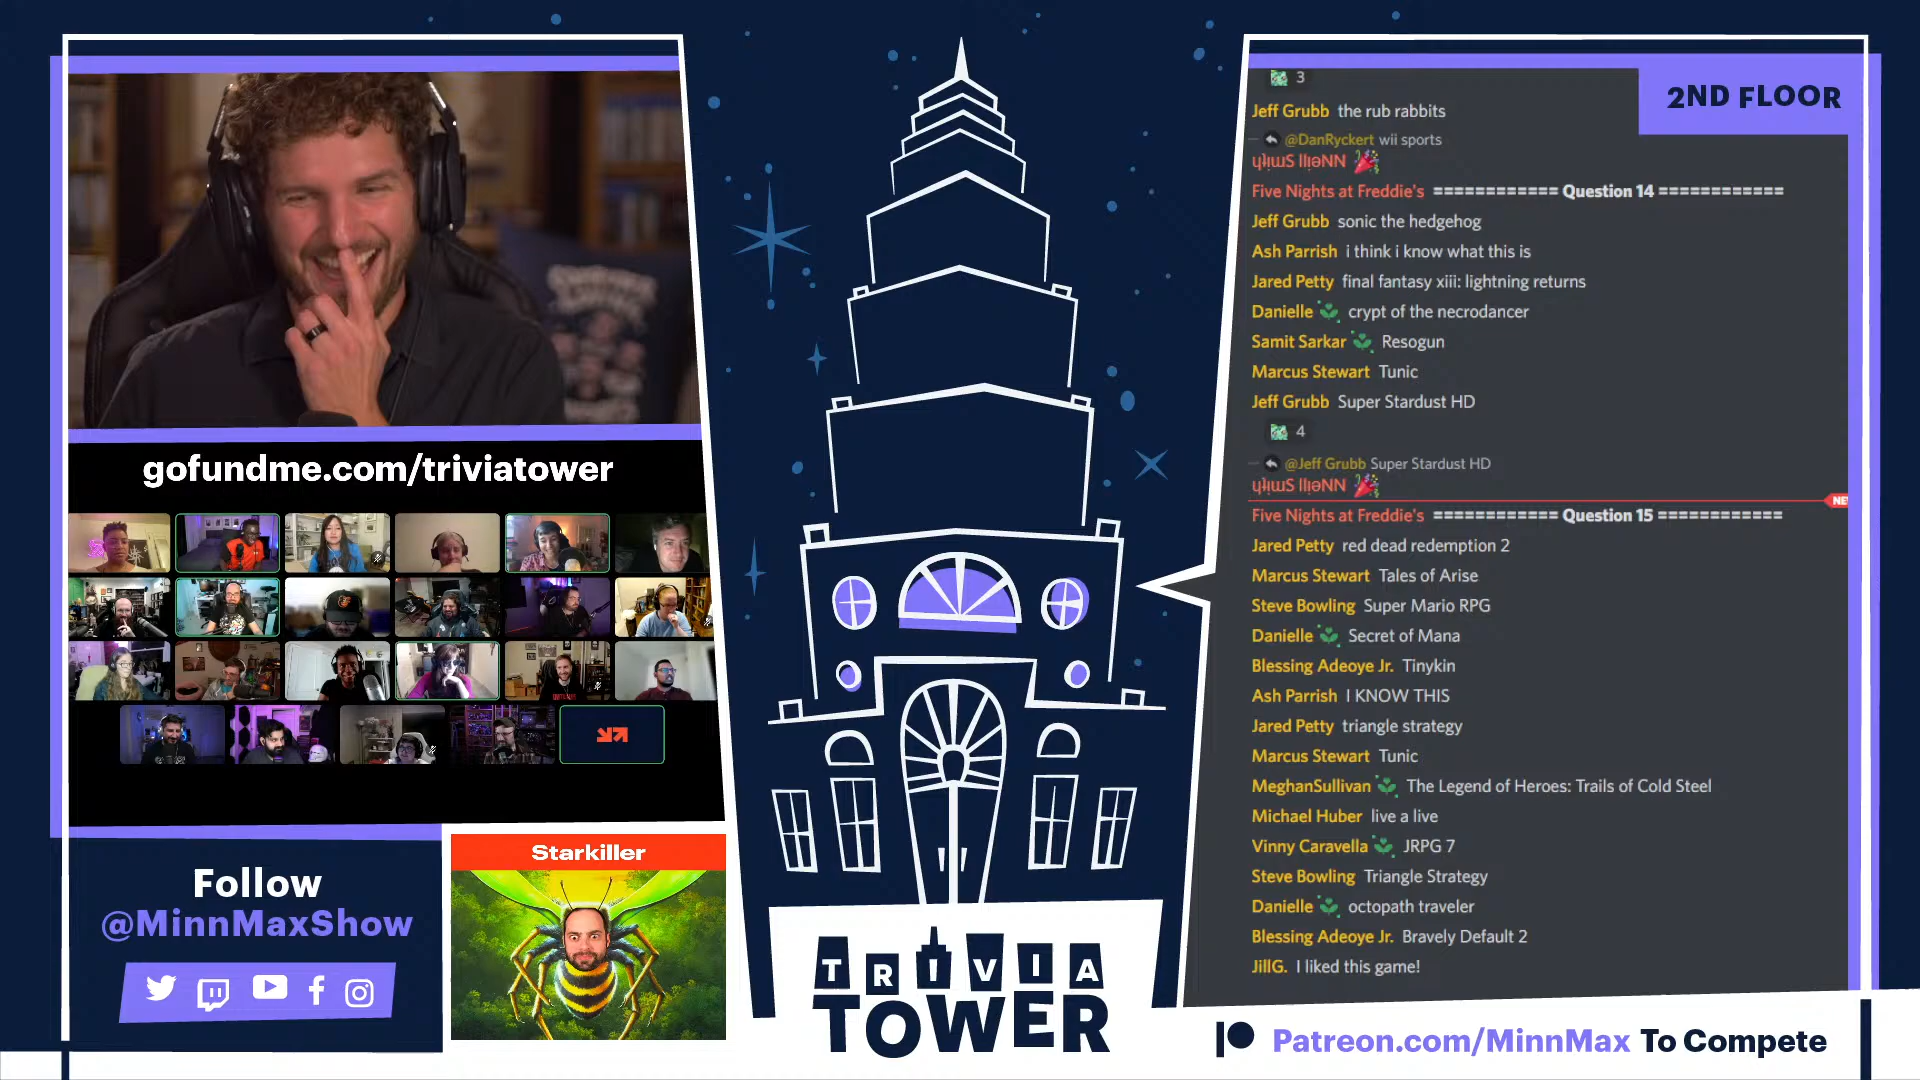 gofundme.com/triviatower
Follow
@MinnMaxShow
Starkiller
TRIVIA
TOWER
2ND FLOOR
3
Jeff Grubb the rub rabbits
@DanRyckert wii sports
Five Nights at Freddie's ============ Question 14 ============
Jeff Grubb sonic the hedgehog
Ash Parrish i think i know what this is
Jared Petty final fantasy xiii: lightning returns
Danielle crypt of the necrodancer
Samit Sarkar Resogun
Marcus Stewart Tunic
Jeff Grubb Super Stardust HD
4
@Jeff Grubb Super Stardust HD
Five Nights at Freddie's ============ Question 15 ============
Jared Petty red dead redemption 2
Marcus Stewart Tales of Arise
Steve Bowling Super Mario RPG
Danielle Secret of Mana
Blessing Adeoye Jr. Tinykin
Ash Parrish I KNOW THIS
Jared Petty triangle strategy
Marcus Stewart Tunic
MeghanSullivan The Legend of Heroes: Trails of Cold Steel
Michael Huber live a live
Vinny Caravella JRPG 7
Steve Bowling Triangle Strategy
Danielle octopath traveler
Blessing Adeoye Jr. Bravely Default 2
JillG. I liked this game!
Patreon.com/MinnMax To Compete